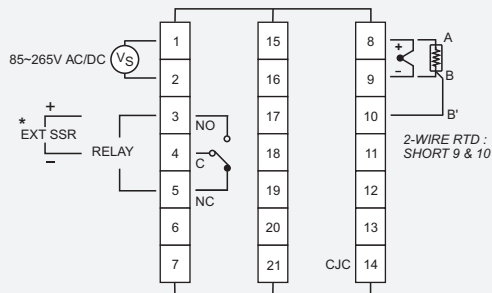 1 15 8 + A
85~265V AC/DC VS
2 16 9 – B
+ 3 NO 17 10 B'
* EXT SSR RELAY 4 C 18 11 2-WIRE RTD :
SHORT 9 & 10
– 5 NC 19 12
6 20 13
7 21 CJC 14